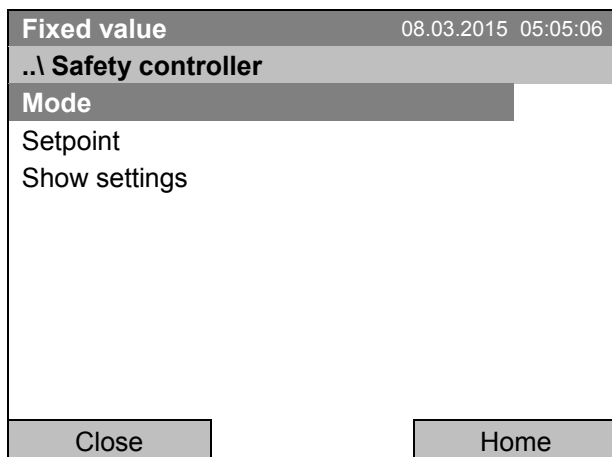 Fixed value 08.03.2015 05:05:06
..\ Safety controller
Mode
Setpoint
Show settings
Close Home